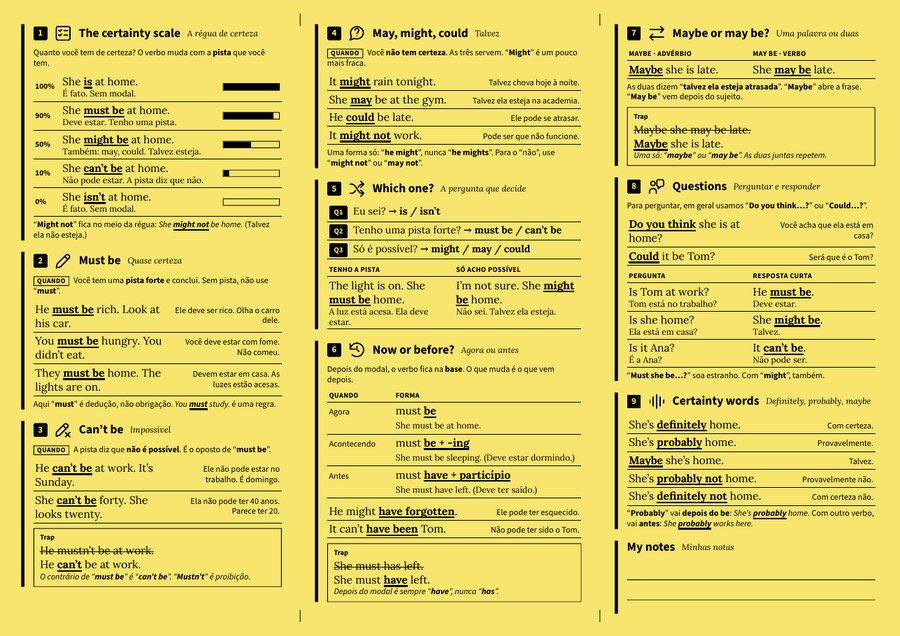 1 The certainty scale A régua de certeza
Quanto você tem de certeza? O verbo muda com a pista que você
tem.
100% She is at home.
É fato. Sem modal.
90% She must be at home.
Deve estar. Tenho uma pista.
50% She might be at home.
Também: may, could. Talvez esteja.
10% She can't be at home.
Não pode estar. A pista diz que não.
0% She isn't at home.
É fato. Sem modal.
"Might not" fica no meio da régua: She might not be home. (Talvez
ela não esteja.)
2 Must be Quase certeza
QUANDO Você tem uma pista forte e conclui. Sem pista, não use
"must".
He must be rich. Look at
his car.
Ele deve ser rico. Olha o carro
dele.
You must be hungry. You
didn't eat.
Você deve estar com fome.
Não comeu.
They must be home. The
lights are on.
Devem estar em casa. As
luzes estão acesas.
Aqui "must" é dedução, não obrigação. You must study. é uma regra.
3 Can't be Impossível
QUANDO A pista diz que não é possível. É o oposto de "must be".
He can't be at work. It's
Sunday.
Ele não pode estar no
trabalho. É domingo.
She can't be forty. She
looks twenty.
Ela não pode ter 40 anos.
Parece ter 20.
Trap
He mustn't be at work.
He can't be at work.
O contrário de "must be" é "can't be". "Mustn't" é proibição.
4 May, might, could Talvez
QUANDO Você não tem certeza. As três servem. "Might" é um pouco
mais fraca.
It might rain tonight. Talvez chova hoje à noite.
She may be at the gym. Talvez ela esteja na academia.
He could be late. Ele pode se atrasar.
It might not work. Pode ser que não funcione.
Uma forma só: "he might", nunca "he mights". Para o "não", use
"might not" ou "may not".
5 Which one? A pergunta que decide
Q1 Eu sei? → is / isn't
Q2 Tenho uma pista forte? → must be / can't be
Q3 Só é possível? → might / may / could
TENHO A PISTA SÓ ACHO POSSÍVEL
The light is on. She
must be home.
A luz está acesa. Ela deve
estar.
I'm not sure. She might
be home.
Não sei. Talvez ela esteja.
6 Now or before? Agora ou antes
Depois do modal, o verbo fica na base. O que muda é o que vem
depois.
QUANDO FORMA
Agora must be
She must be at home.
Acontecendo must be + -ing
She must be sleeping. (Deve estar dormindo.)
Antes must have + particípio
She must have left. (Deve ter saído.)
He might have forgotten. Ele pode ter esquecido.
It can't have been Tom. Não pode ter sido o Tom.
Trap
She must has left.
She must have left.
Depois do modal é sempre "have", nunca "has".
7 Maybe or may be? Uma palavra ou duas
MAYBE · ADVÉRBIO MAY BE · VERBO
Maybe she is late. She may be late.
As duas dizem "talvez ela esteja atrasada". "Maybe" abre a frase.
"May be" vem depois do sujeito.
Trap
Maybe she may be late.
Maybe she is late.
Uma só: "maybe" ou "may be". As duas juntas repetem.
8 Questions Perguntar e responder
Para perguntar, em geral usamos "Do you think…?" ou "Could…?".
Do you think she is at
home?
Você acha que ela está em
casa?
Could it be Tom? Será que é o Tom?
PERGUNTA RESPOSTA CURTA
Is Tom at work? He must be.
Tom está no trabalho? Deve estar.
Is she home? She might be.
Ela está em casa? Talvez.
Is it Ana? It can't be.
É a Ana? Não pode ser.
"Must she be…?" soa estranho. Com "might", também.
9 Certainty words Definitely, probably, maybe
She's definitely home. Com certeza.
She's probably home. Provavelmente.
Maybe she's home. Talvez.
She's probably not home. Provavelmente não.
She's definitely not home. Com certeza não.
"Probably" vai depois do be: She's probably home. Com outro verbo,
vai antes: She probably works here.
My notes Minhas notas